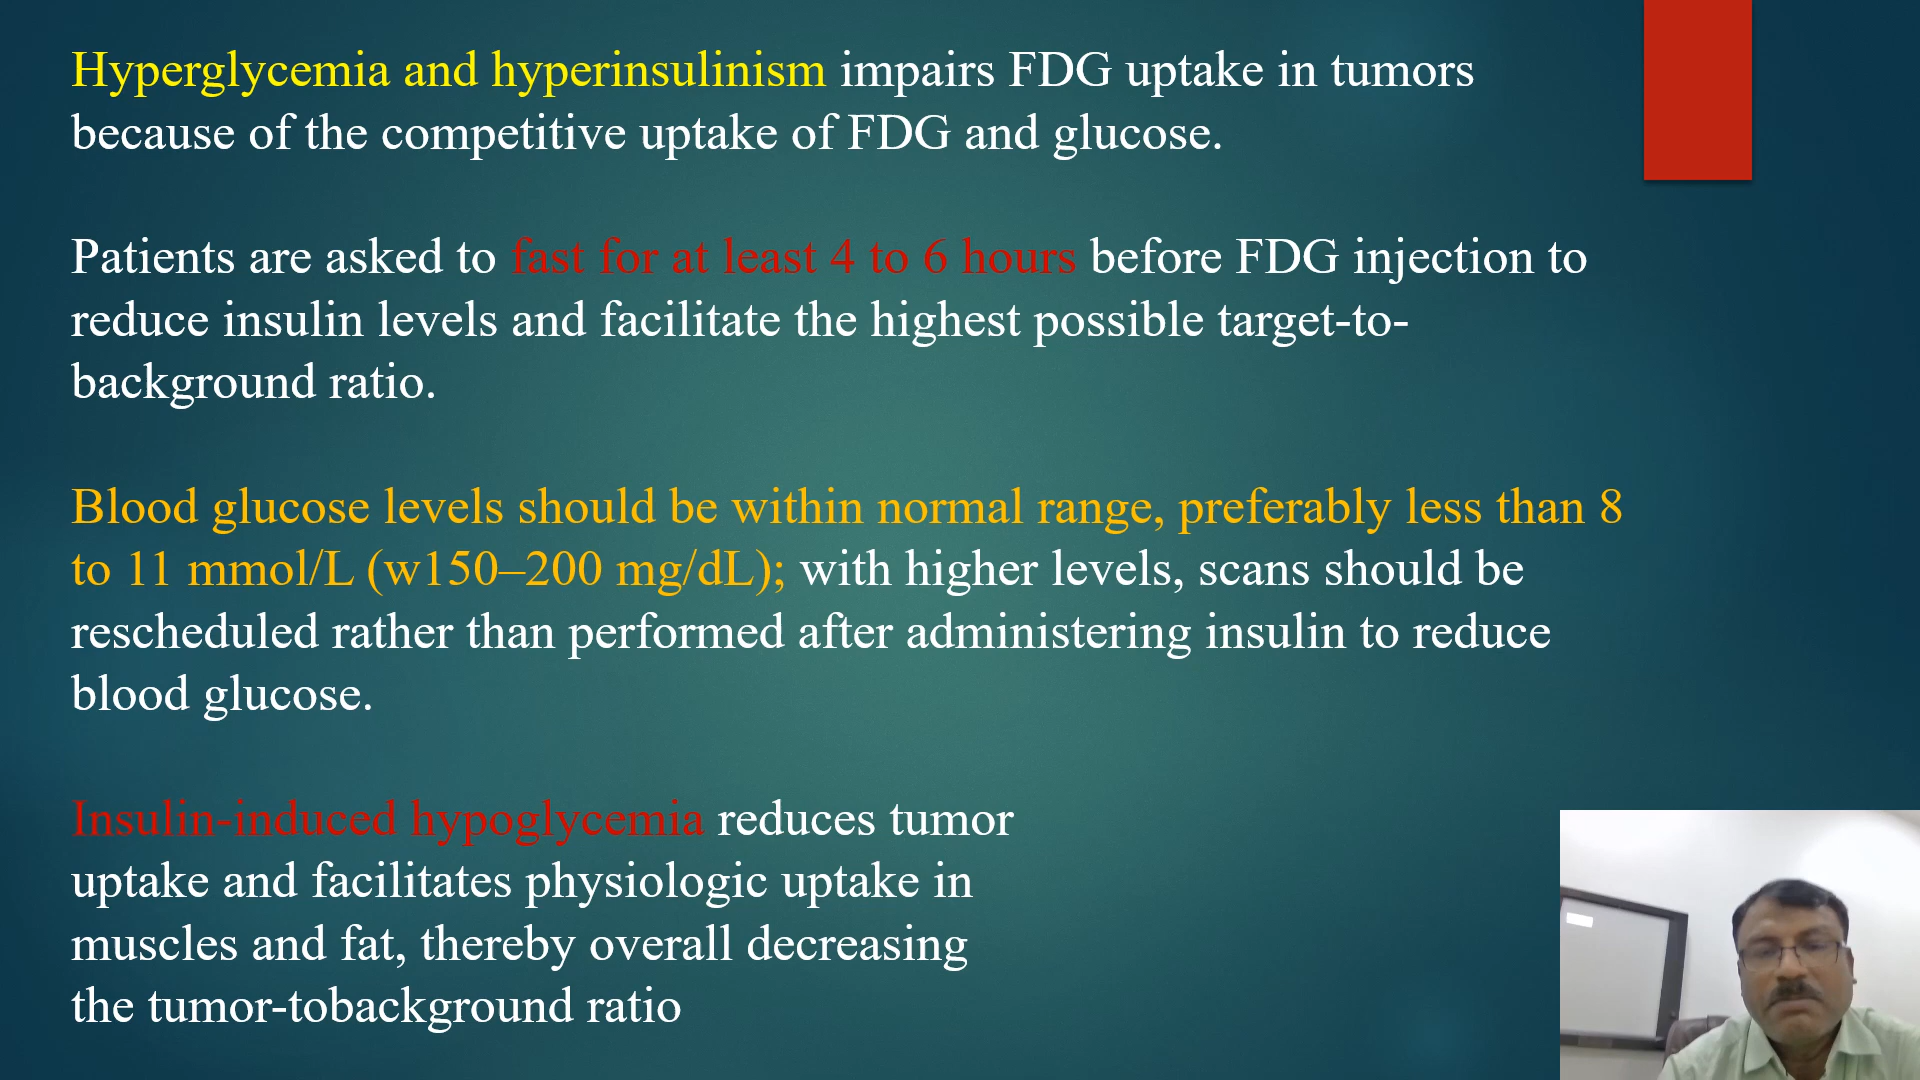 Hyperglycemia and hyperinsulinism impairs FDG uptake in tumors
because of the competitive uptake of FDG and glucose.
Patients are asked to fast for at least 4 to 6 hours before FDG injection to
reduce insulin levels and facilitate the highest possible target-to-
background ratio.
Blood glucose levels should be within normal range, preferably less than 8
to 11 mmol/L (w150–200 mg/dL); with higher levels, scans should be
rescheduled rather than performed after administering insulin to reduce
blood glucose.
Insulin-induced hypoglycemia reduces tumor
uptake and facilitates physiologic uptake in
muscles and fat, thereby overall decreasing
the tumor-tobackground ratio